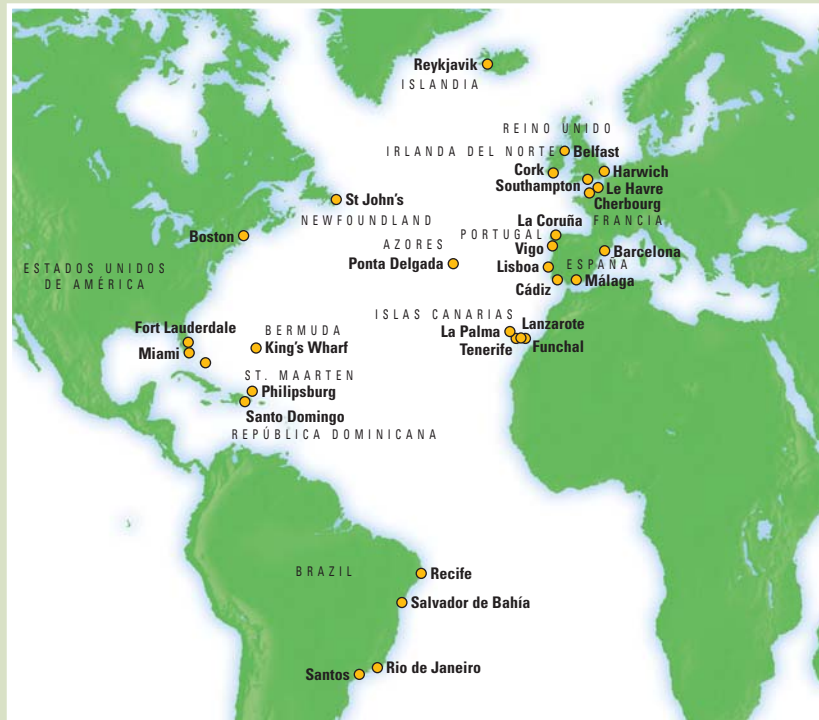 Reykjavik
ISLANDIA
REINO UNIDO
IRLANDA DEL NORTE
Belfast
Cork
Harwich
Southampton
Le Havre
Cherbourg
St John's
NEWFOUNDLAND
La Coruña
FRANCIA
Boston
AZORES
PORTUGAL
Vigo
Barcelona
ESTADOS UNIDOS
DE AMÉRICA
Ponta Delgada
Lisboa
ESPAÑA
Cádiz
Málaga
ISLAS CANARIAS
Fort Lauderdale
BERMUDA
La Palma
Lanzarote
Miami
King's Wharf
Tenerife
Funchal
ST. MAARTEN
Philipsburg
Santo Domingo
REPÚBLICA DOMINICANA
BRAZIL
Recife
Salvador de Bahía
Santos
Rio de Janeiro